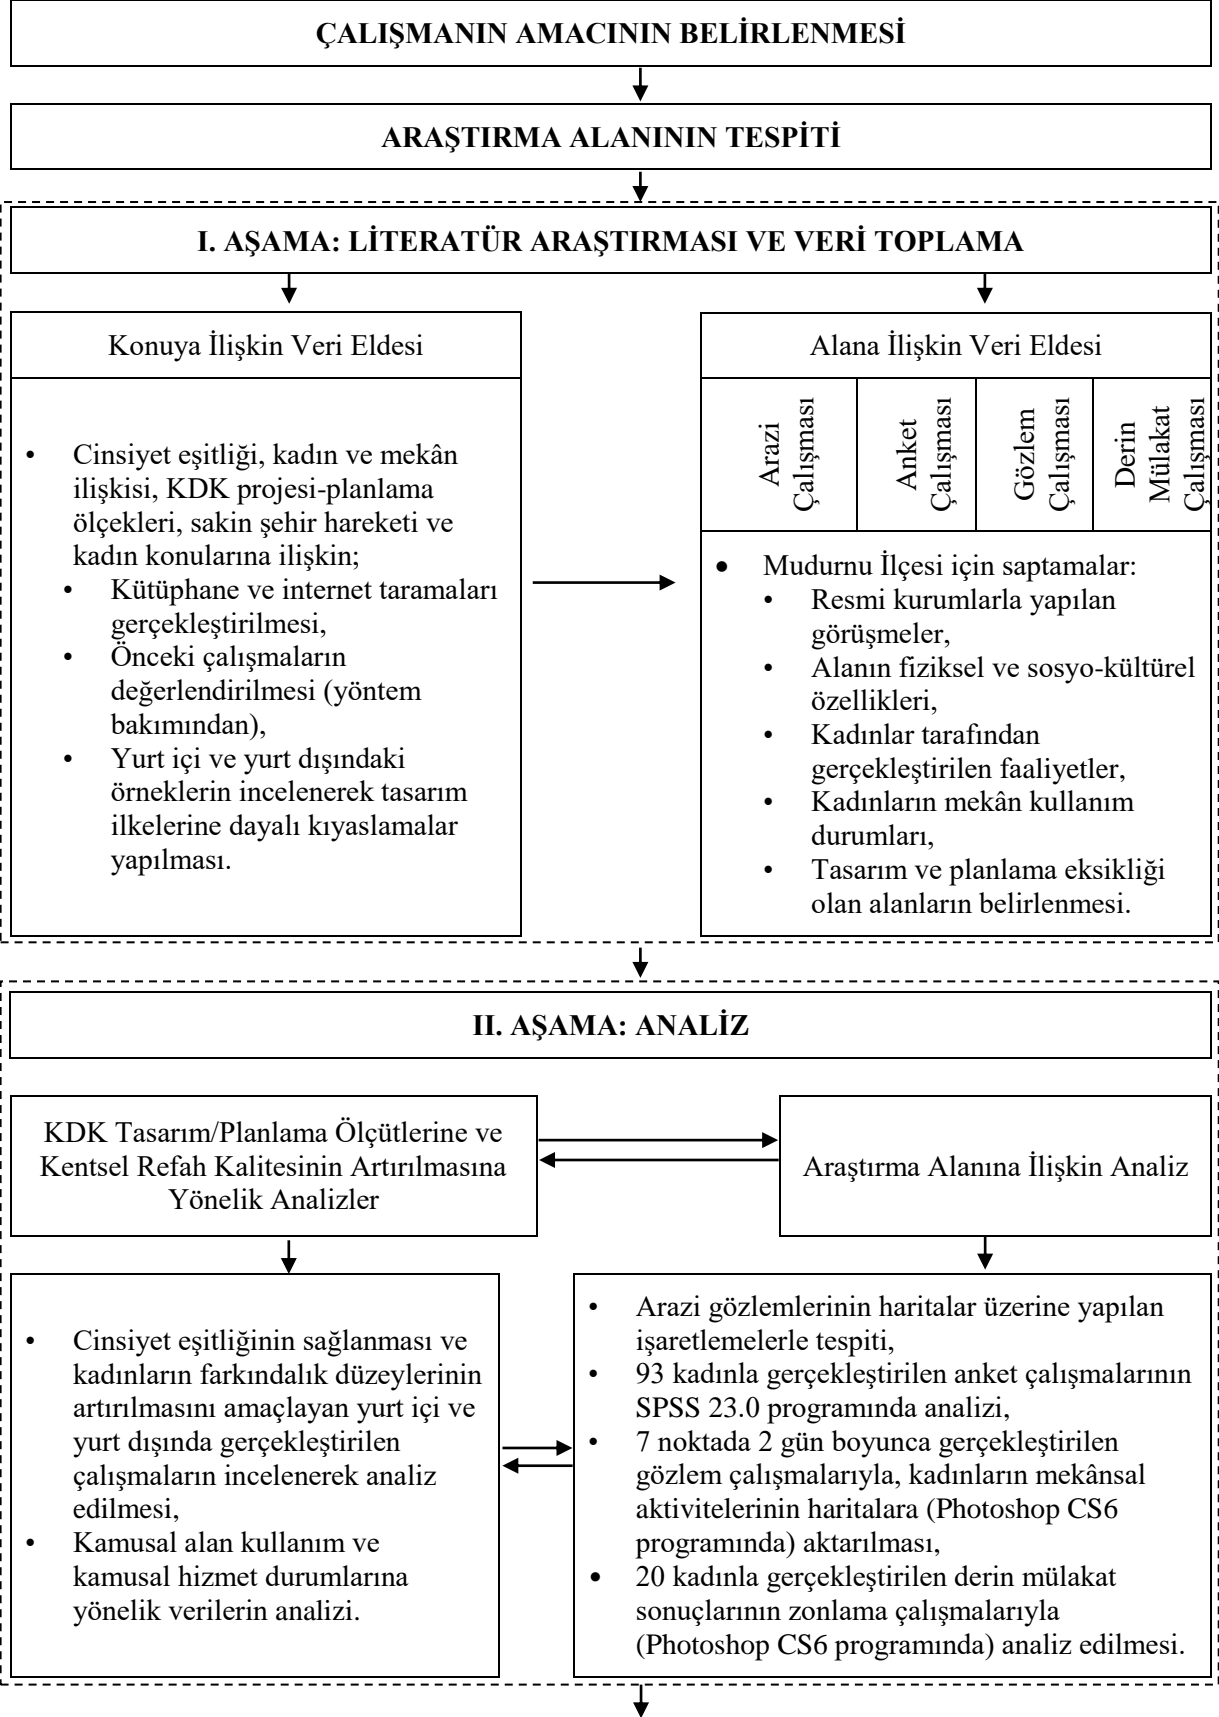 ÇALIŞMANIN AMACININ BELİRLENMESİ
ARAŞTIRMA ALANININ TESPİTİ
I. AŞAMA: LİTERATÜR ARAŞTIRMASI VE VERİ TOPLAMA
Konuya İlişkin Veri Eldesi
• Cinsiyet eşitliği, kadın ve mekân
ilişkisi, KDK projesi-planlama
ölçekleri, sakin şehir hareketi ve
kadın konularına ilişkin;
• Kütüphane ve internet taramaları
gerçekleştirilmesi,
• Önceki çalışmaların
değerlendirilmesi (yöntem
bakımından),
• Yurt içi ve yurt dışındaki
örneklerin incelenerek tasarım
ilkelerine dayalı kıyaslamalar
yapılması.
Alana İlişkin Veri Eldesi
Arazi
Çalışması
Anket
Çalışması
Gözlem
Çalışması
Derin
Mülakat
Çalışması
• Mudurnu İlçesi için saptamalar:
• Resmi kurumlarla yapılan
görüşmeler,
• Alanın fiziksel ve sosyo-kültürel
özellikleri,
• Kadınlar tarafından
gerçekleştirilen faaliyetler,
• Kadınların mekân kullanım
durumları,
• Tasarım ve planlama eksikliği
olan alanların belirlenmesi.
II. AŞAMA: ANALİZ
KDK Tasarım/Planlama Ölçütlerine ve
Kentsel Refah Kalitesinin Artırılmasına
Yönelik Analizler
Araştırma Alanına İlişkin Analiz
• Cinsiyet eşitliğinin sağlanması ve
kadınların farkındalık düzeylerinin
artırılmasını amaçlayan yurt içi ve
yurt dışında gerçekleştirilen
çalışmaların incelenerek analiz
edilmesi,
• Kamusal alan kullanım ve
kamusal hizmet durumlarına
yönelik verilerin analizi.
• Arazi gözlemlerinin haritalar üzerine yapılan
işaretlemelerle tespiti,
• 93 kadınla gerçekleştirilen anket çalışmalarının
SPSS 23.0 programında analizi,
• 7 noktada 2 gün boyunca gerçekleştirilen
gözlem çalışmalarıyla, kadınların mekânsal
aktivitelerinin haritalara (Photoshop CS6
programında) aktarılması,
• 20 kadınla gerçekleştirilen derin mülakat
sonuçlarının zonlama çalışmalarıyla
(Photoshop CS6 programında) analiz edilmesi.